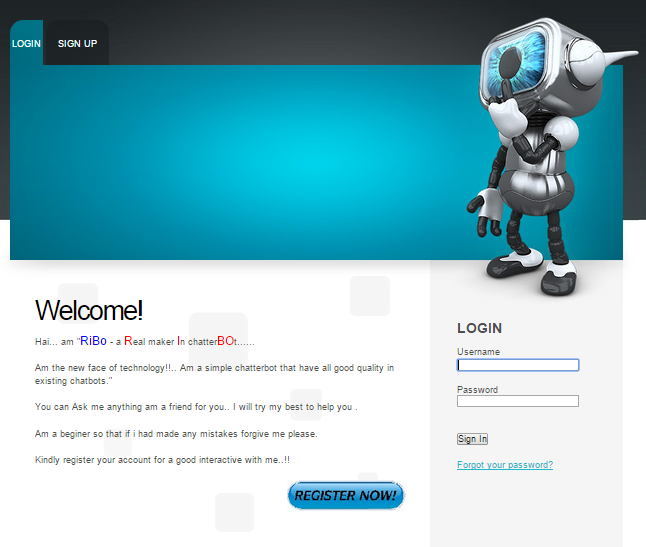 LOGIN
SIGN UP
Welcome!
Hai... am "RiBo - a Real maker In chatterBOt......
Am the new face of technology!!.. Am a simple chatterbot that have all good quality in
existing chatbots."
You can Ask me anything am a friend for you.. I will try my best to help you .
Am a beginer so that if i had made any mistakes forgive me please.
Kindly register your account for a good interactive with me..!!
REGISTER NOW!
LOGIN
Username
Password
Sign In
Forgot your password?